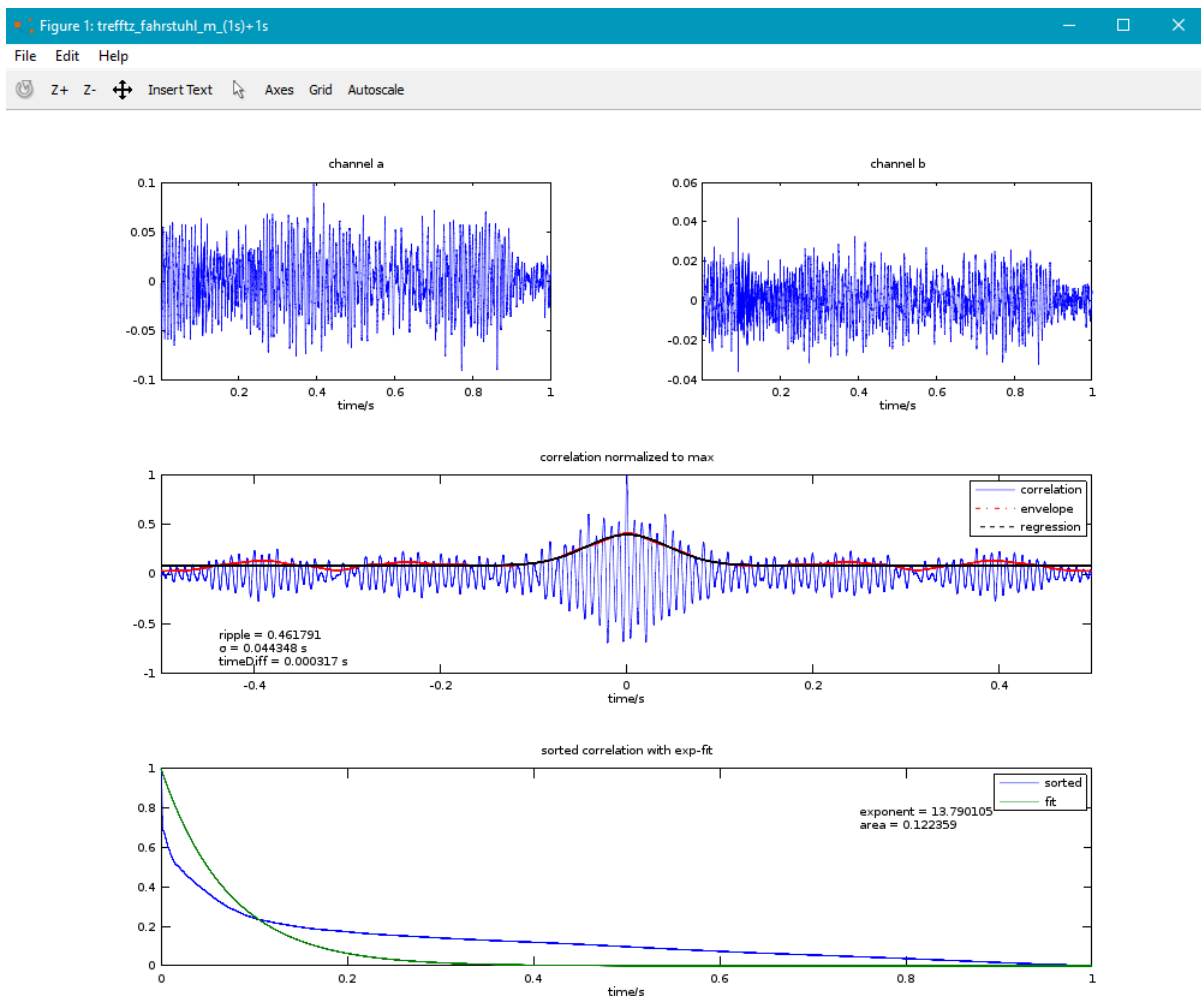 Figure 1: trefftz_fahrstuhl_m_(1s)+1s
File Edit Help
Z+ Z- Insert Text Axes Grid Autoscale
channel a
0.1
0.05
0
-0.05
-0.1
0.2 0.4 0.6 0.8 1
time/s
channel b
0.06
0.04
0.02
0
-0.02
-0.04
0.2 0.4 0.6 0.8 1
time/s
correlation normalized to max
1
0.5
0
-0.5
-1
correlation
envelope
regression
ripple = 0.461791
σ = 0.044348 s
timeDiff = 0.000317 s
-0.4 -0.2 0 0.2 0.4
time/s
sorted correlation with exp-fit
1
0.8
0.6
0.4
0.2
0
sorted
fit
exponent = 13.790105
area = 0.122359
0 0.2 0.4 0.6 0.8 1
time/s